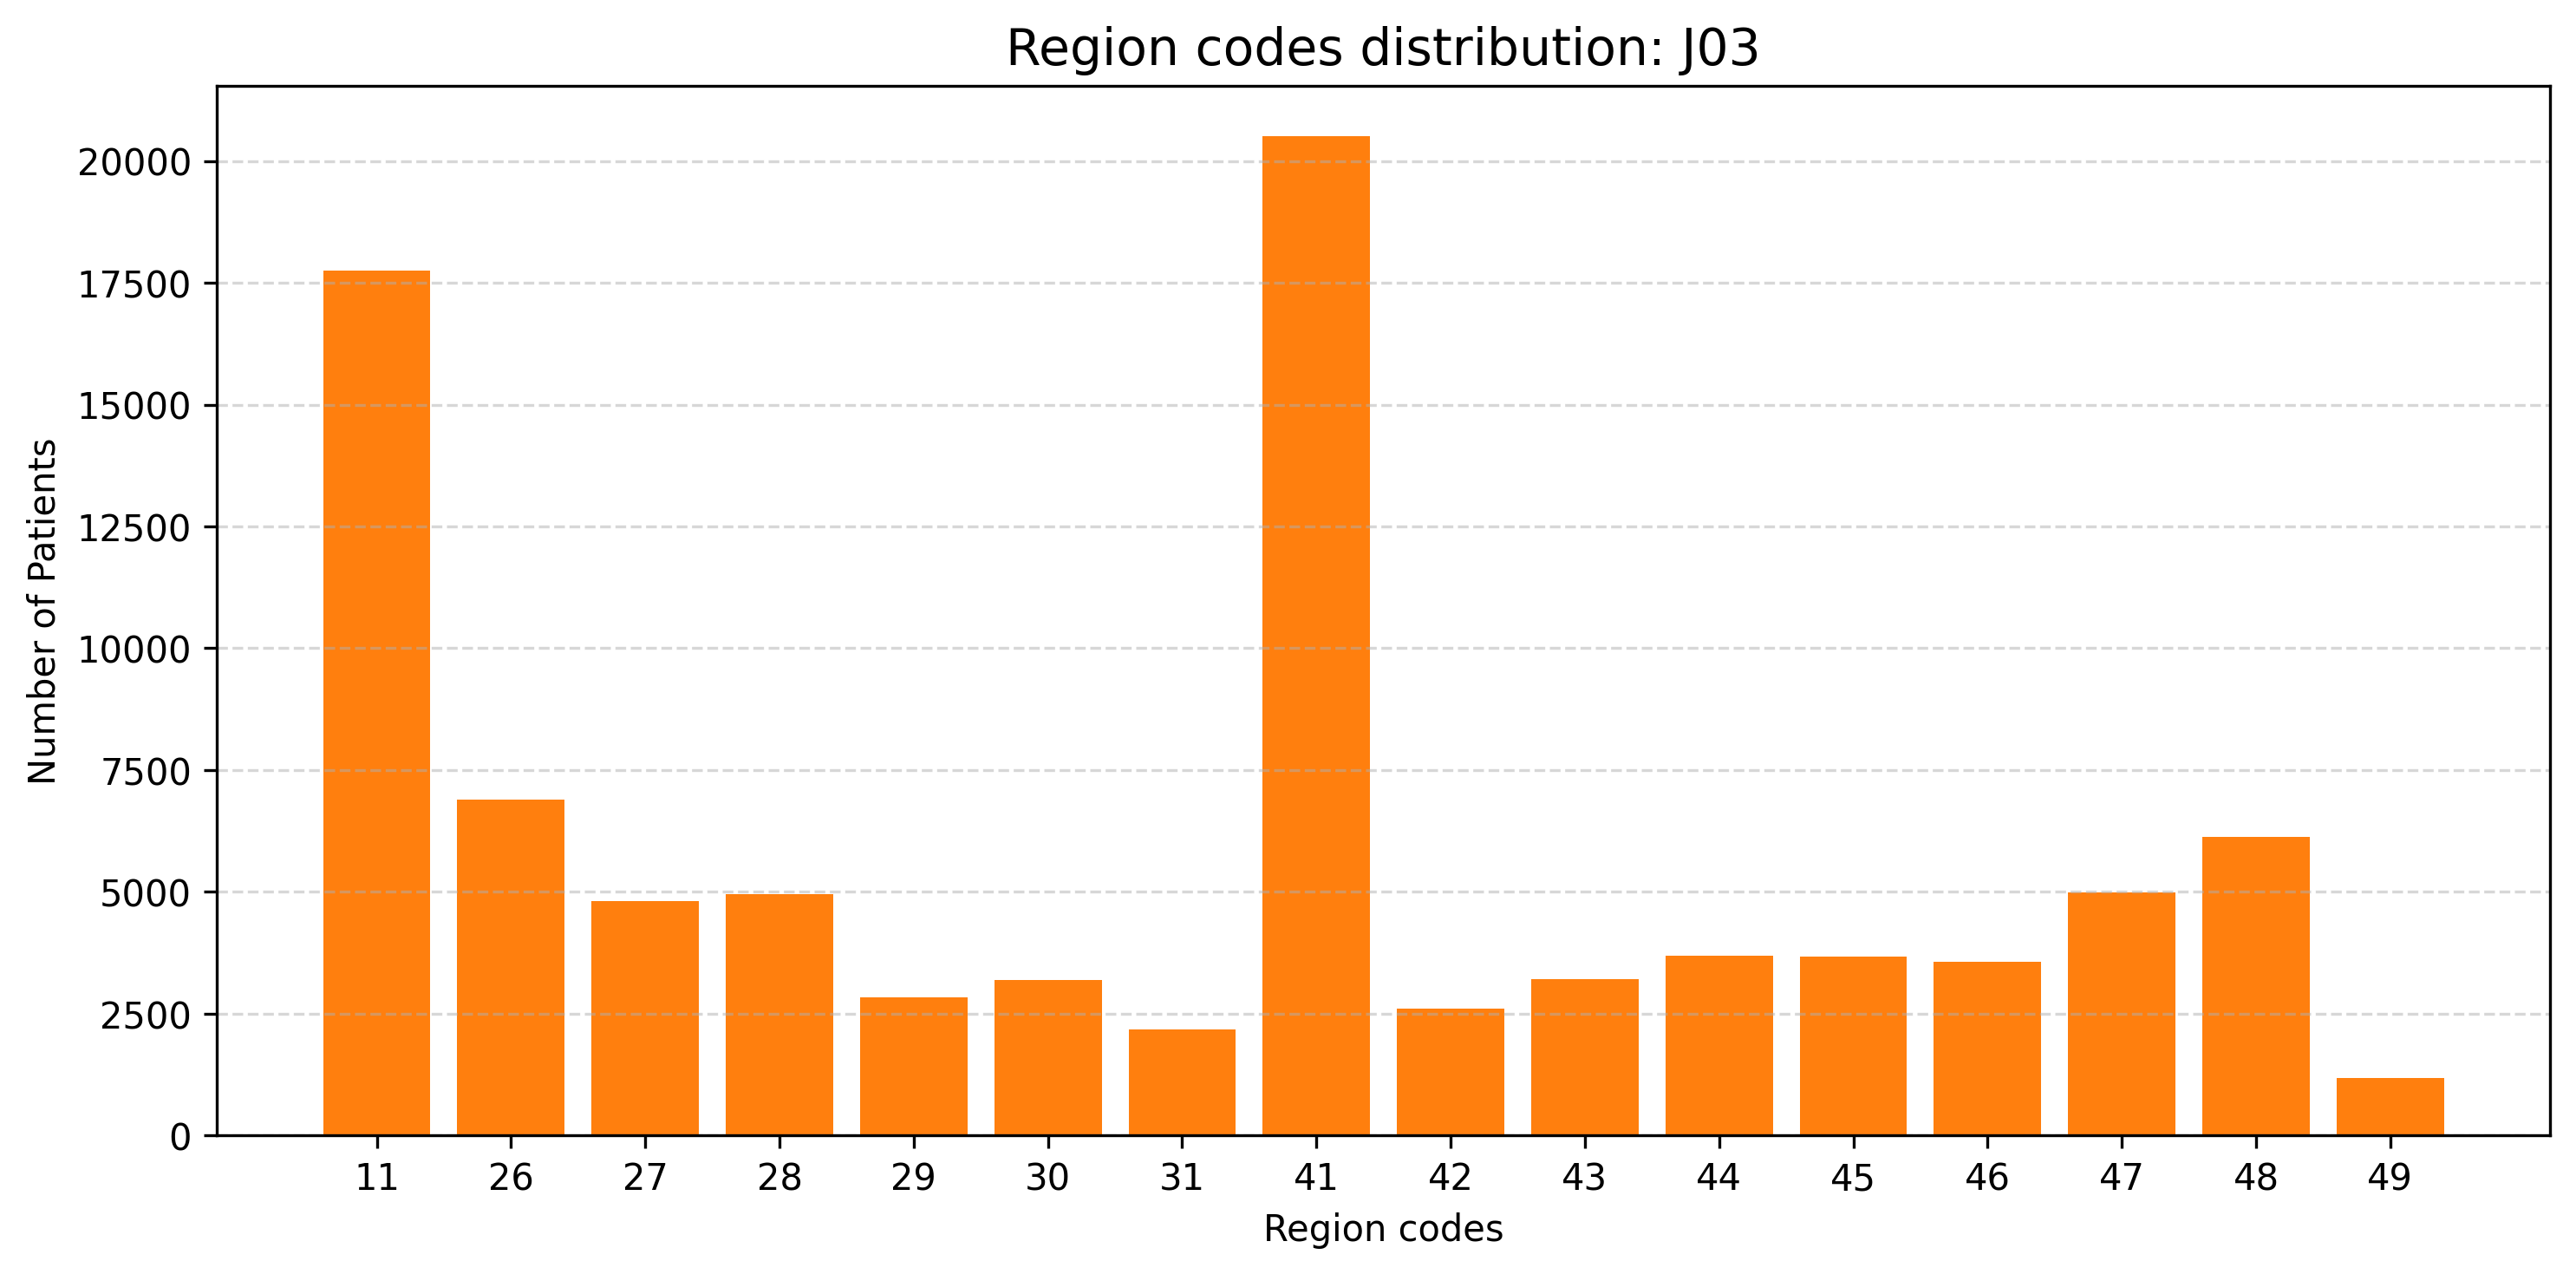 Region codes distribution: J03
20000
17500
15000
12500
10000
7500
5000
2500
0
Number of Patients
11 26 27 28 29 30 31 41 42 43 44 45 46 47 48 49
Region codes